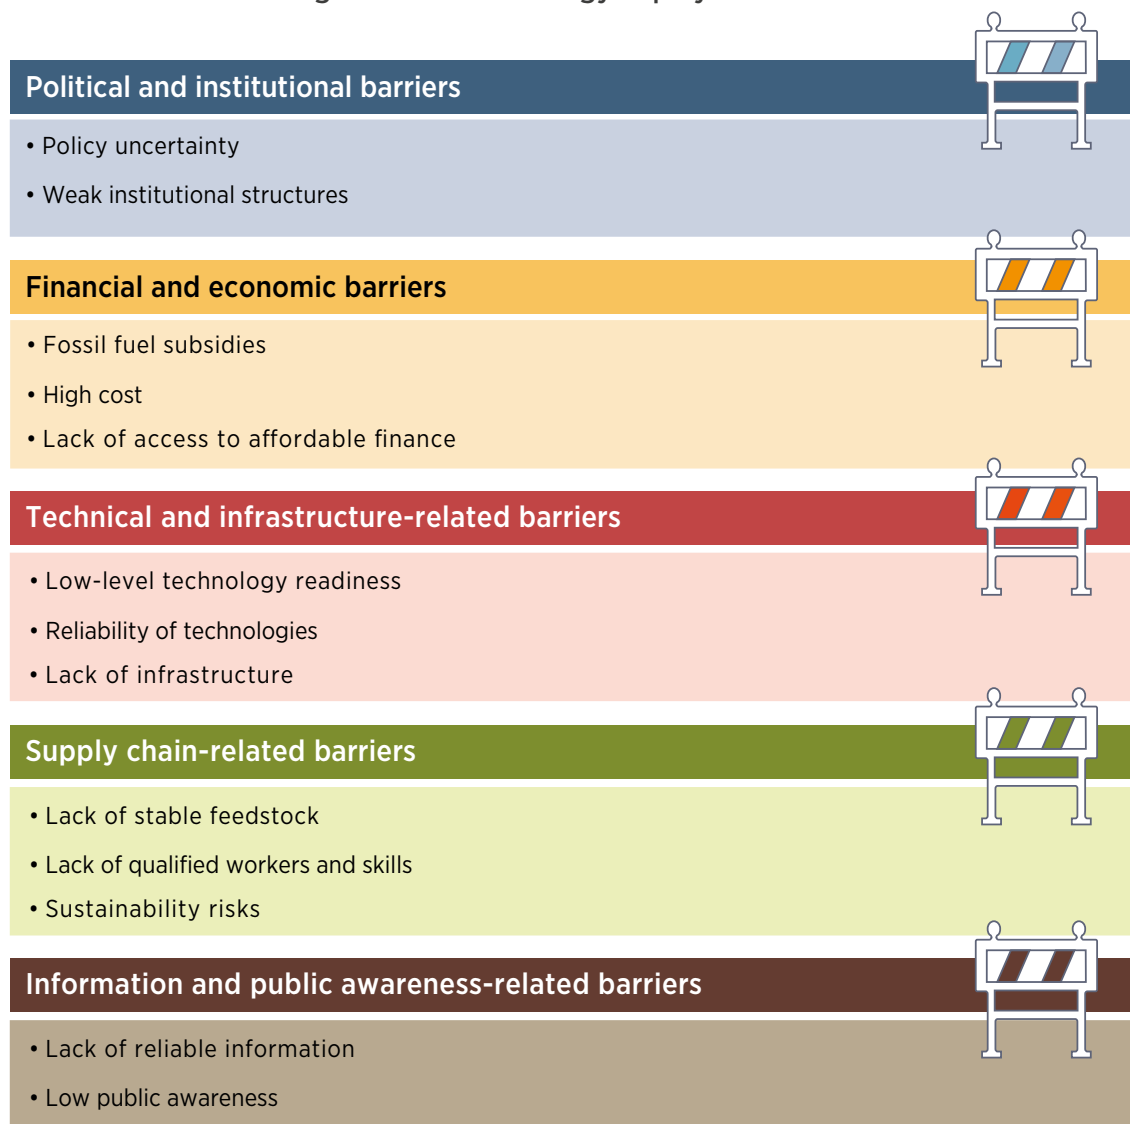 Political and institutional barriers
• Policy uncertainty
• Weak institutional structures
Financial and economic barriers
• Fossil fuel subsidies
• High cost
• Lack of access to affordable finance
Technical and infrastructure-related barriers
• Low-level technology readiness
• Reliability of technologies
• Lack of infrastructure
Supply chain-related barriers
• Lack of stable feedstock
• Lack of qualified workers and skills
• Sustainability risks
Information and public awareness-related barriers
• Lack of reliable information
• Low public awareness